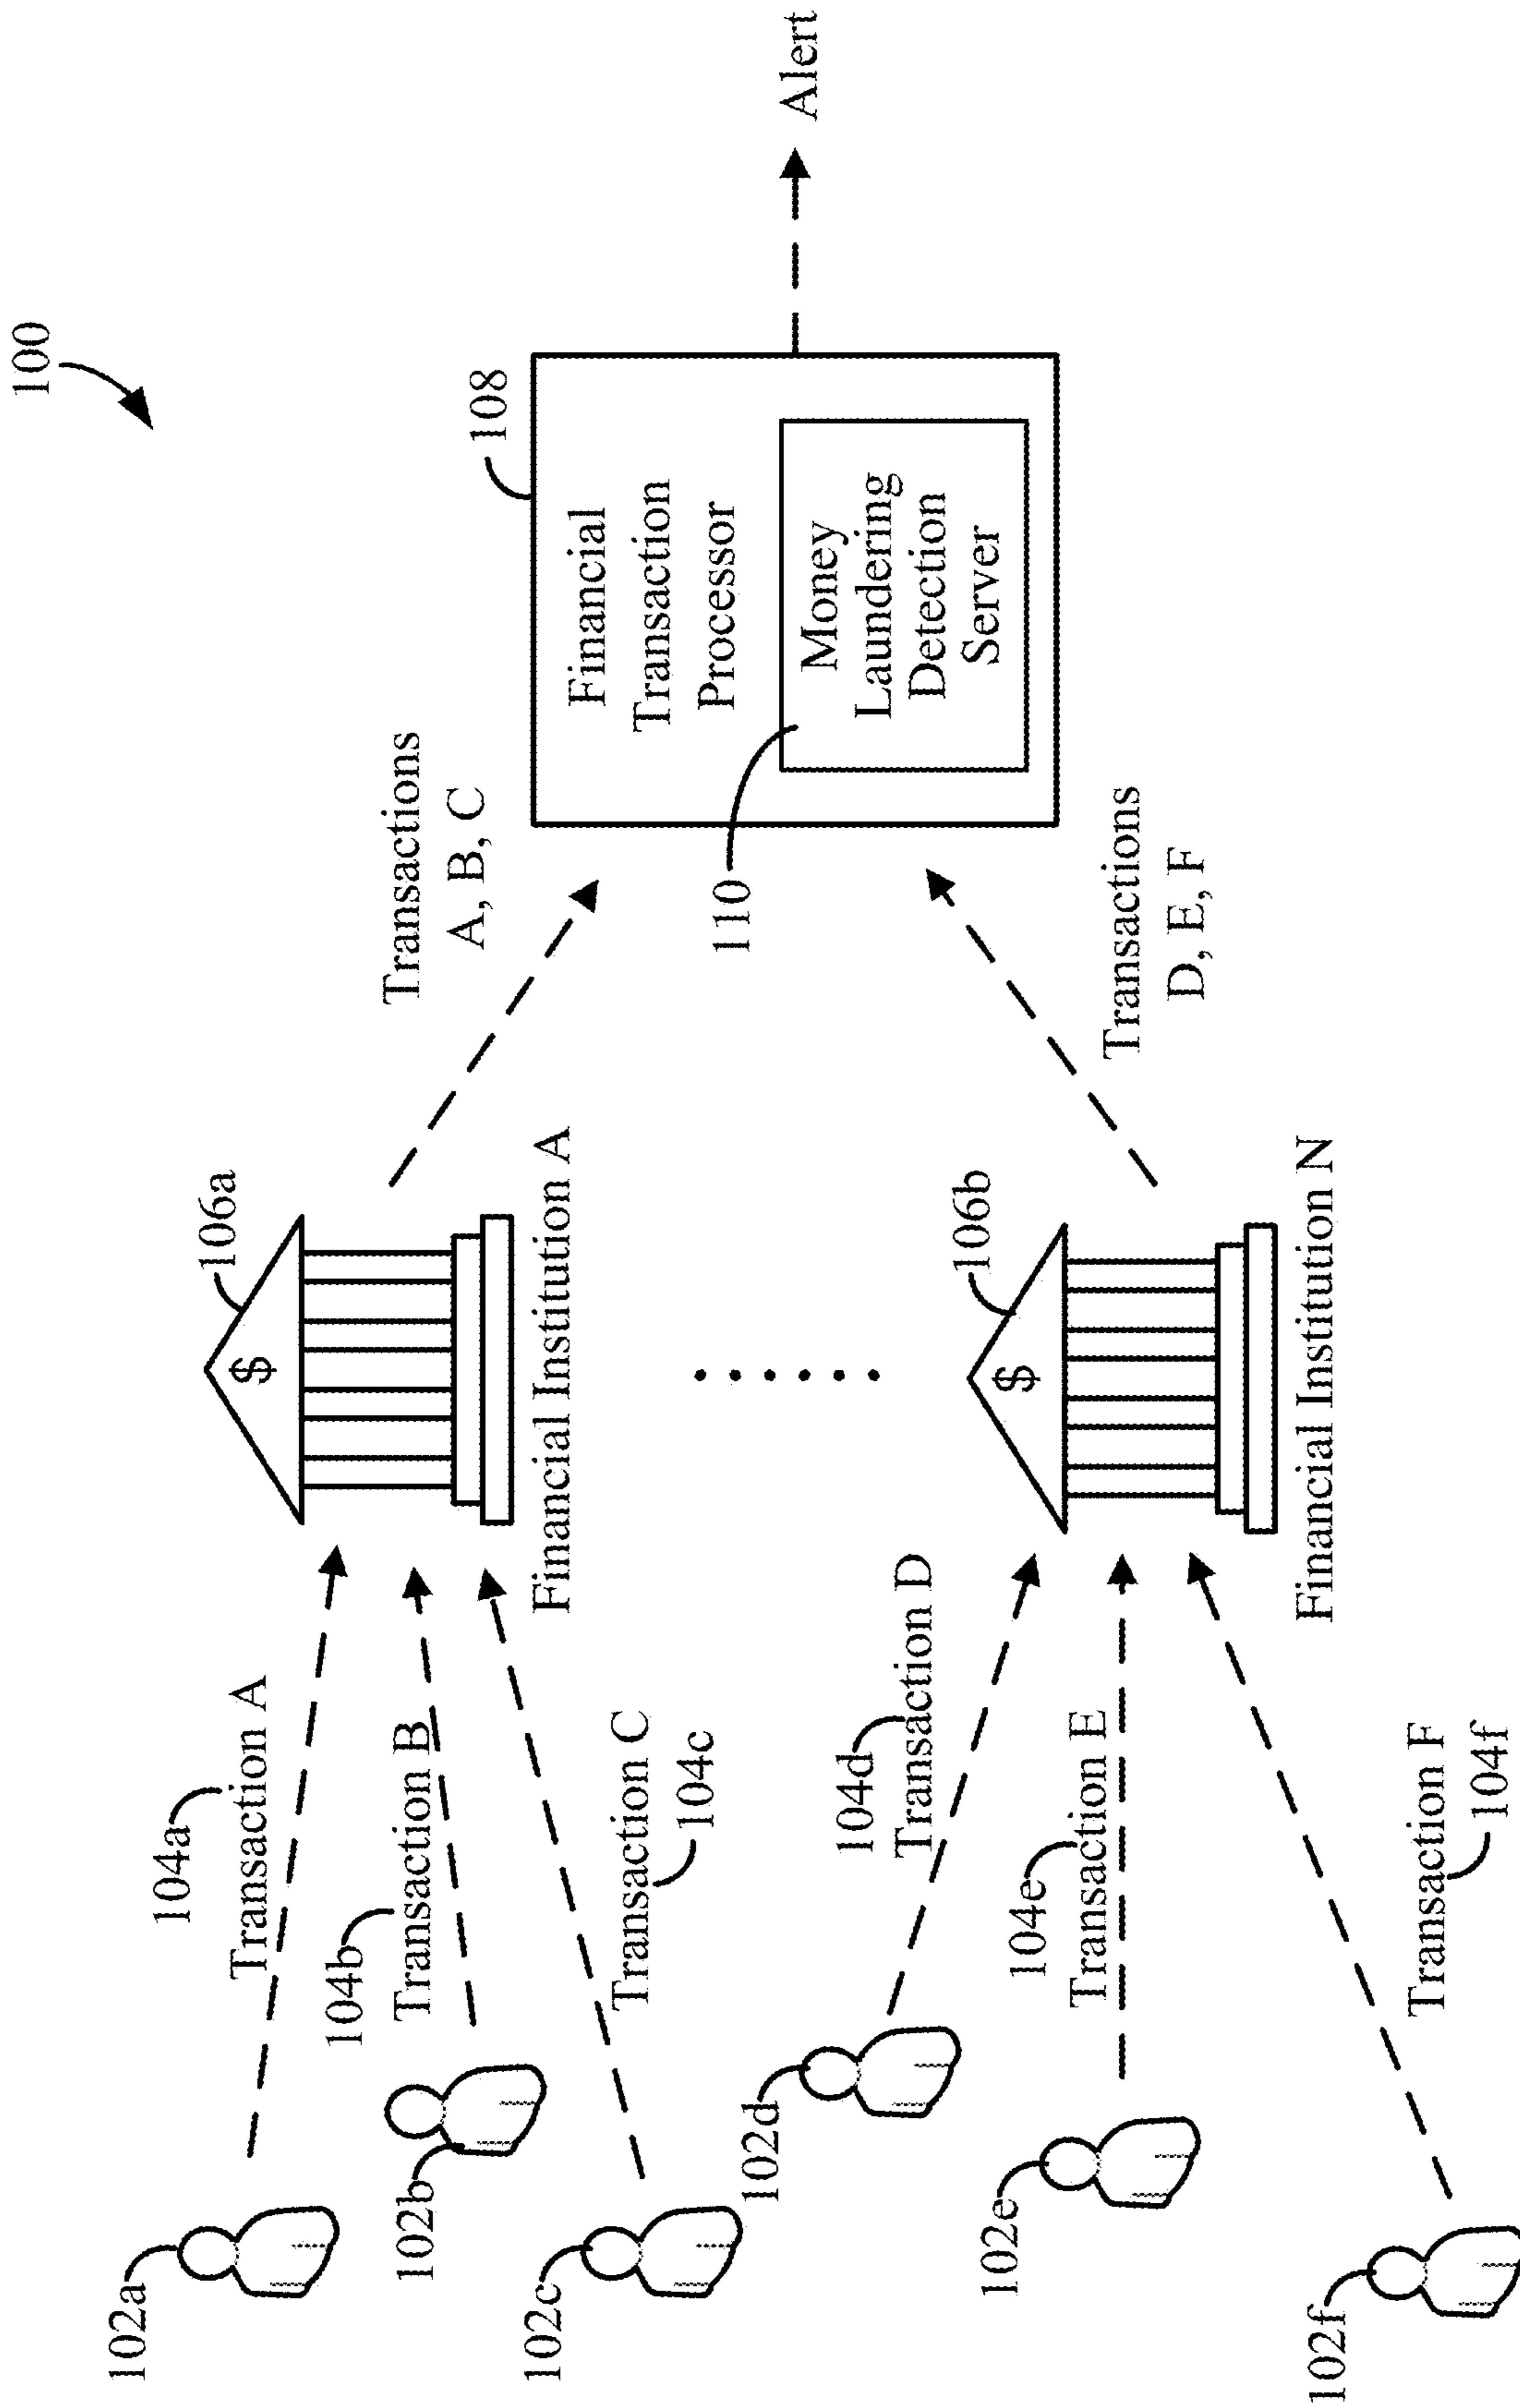 100
102a
104a
Transaction A
102b
104b
Transaction B
102c
Transaction C
104c
$
106a
Financial Institution A
Transactions
A, B, C
102d
104d
Transaction D
102e
104e
Transaction E
102f
Transaction F
104f
$
106b
Financial Institution N
Transactions
D, E, F
108
Financial
Transaction
Processor
110
Money
Laundering
Detection
Server
Alert